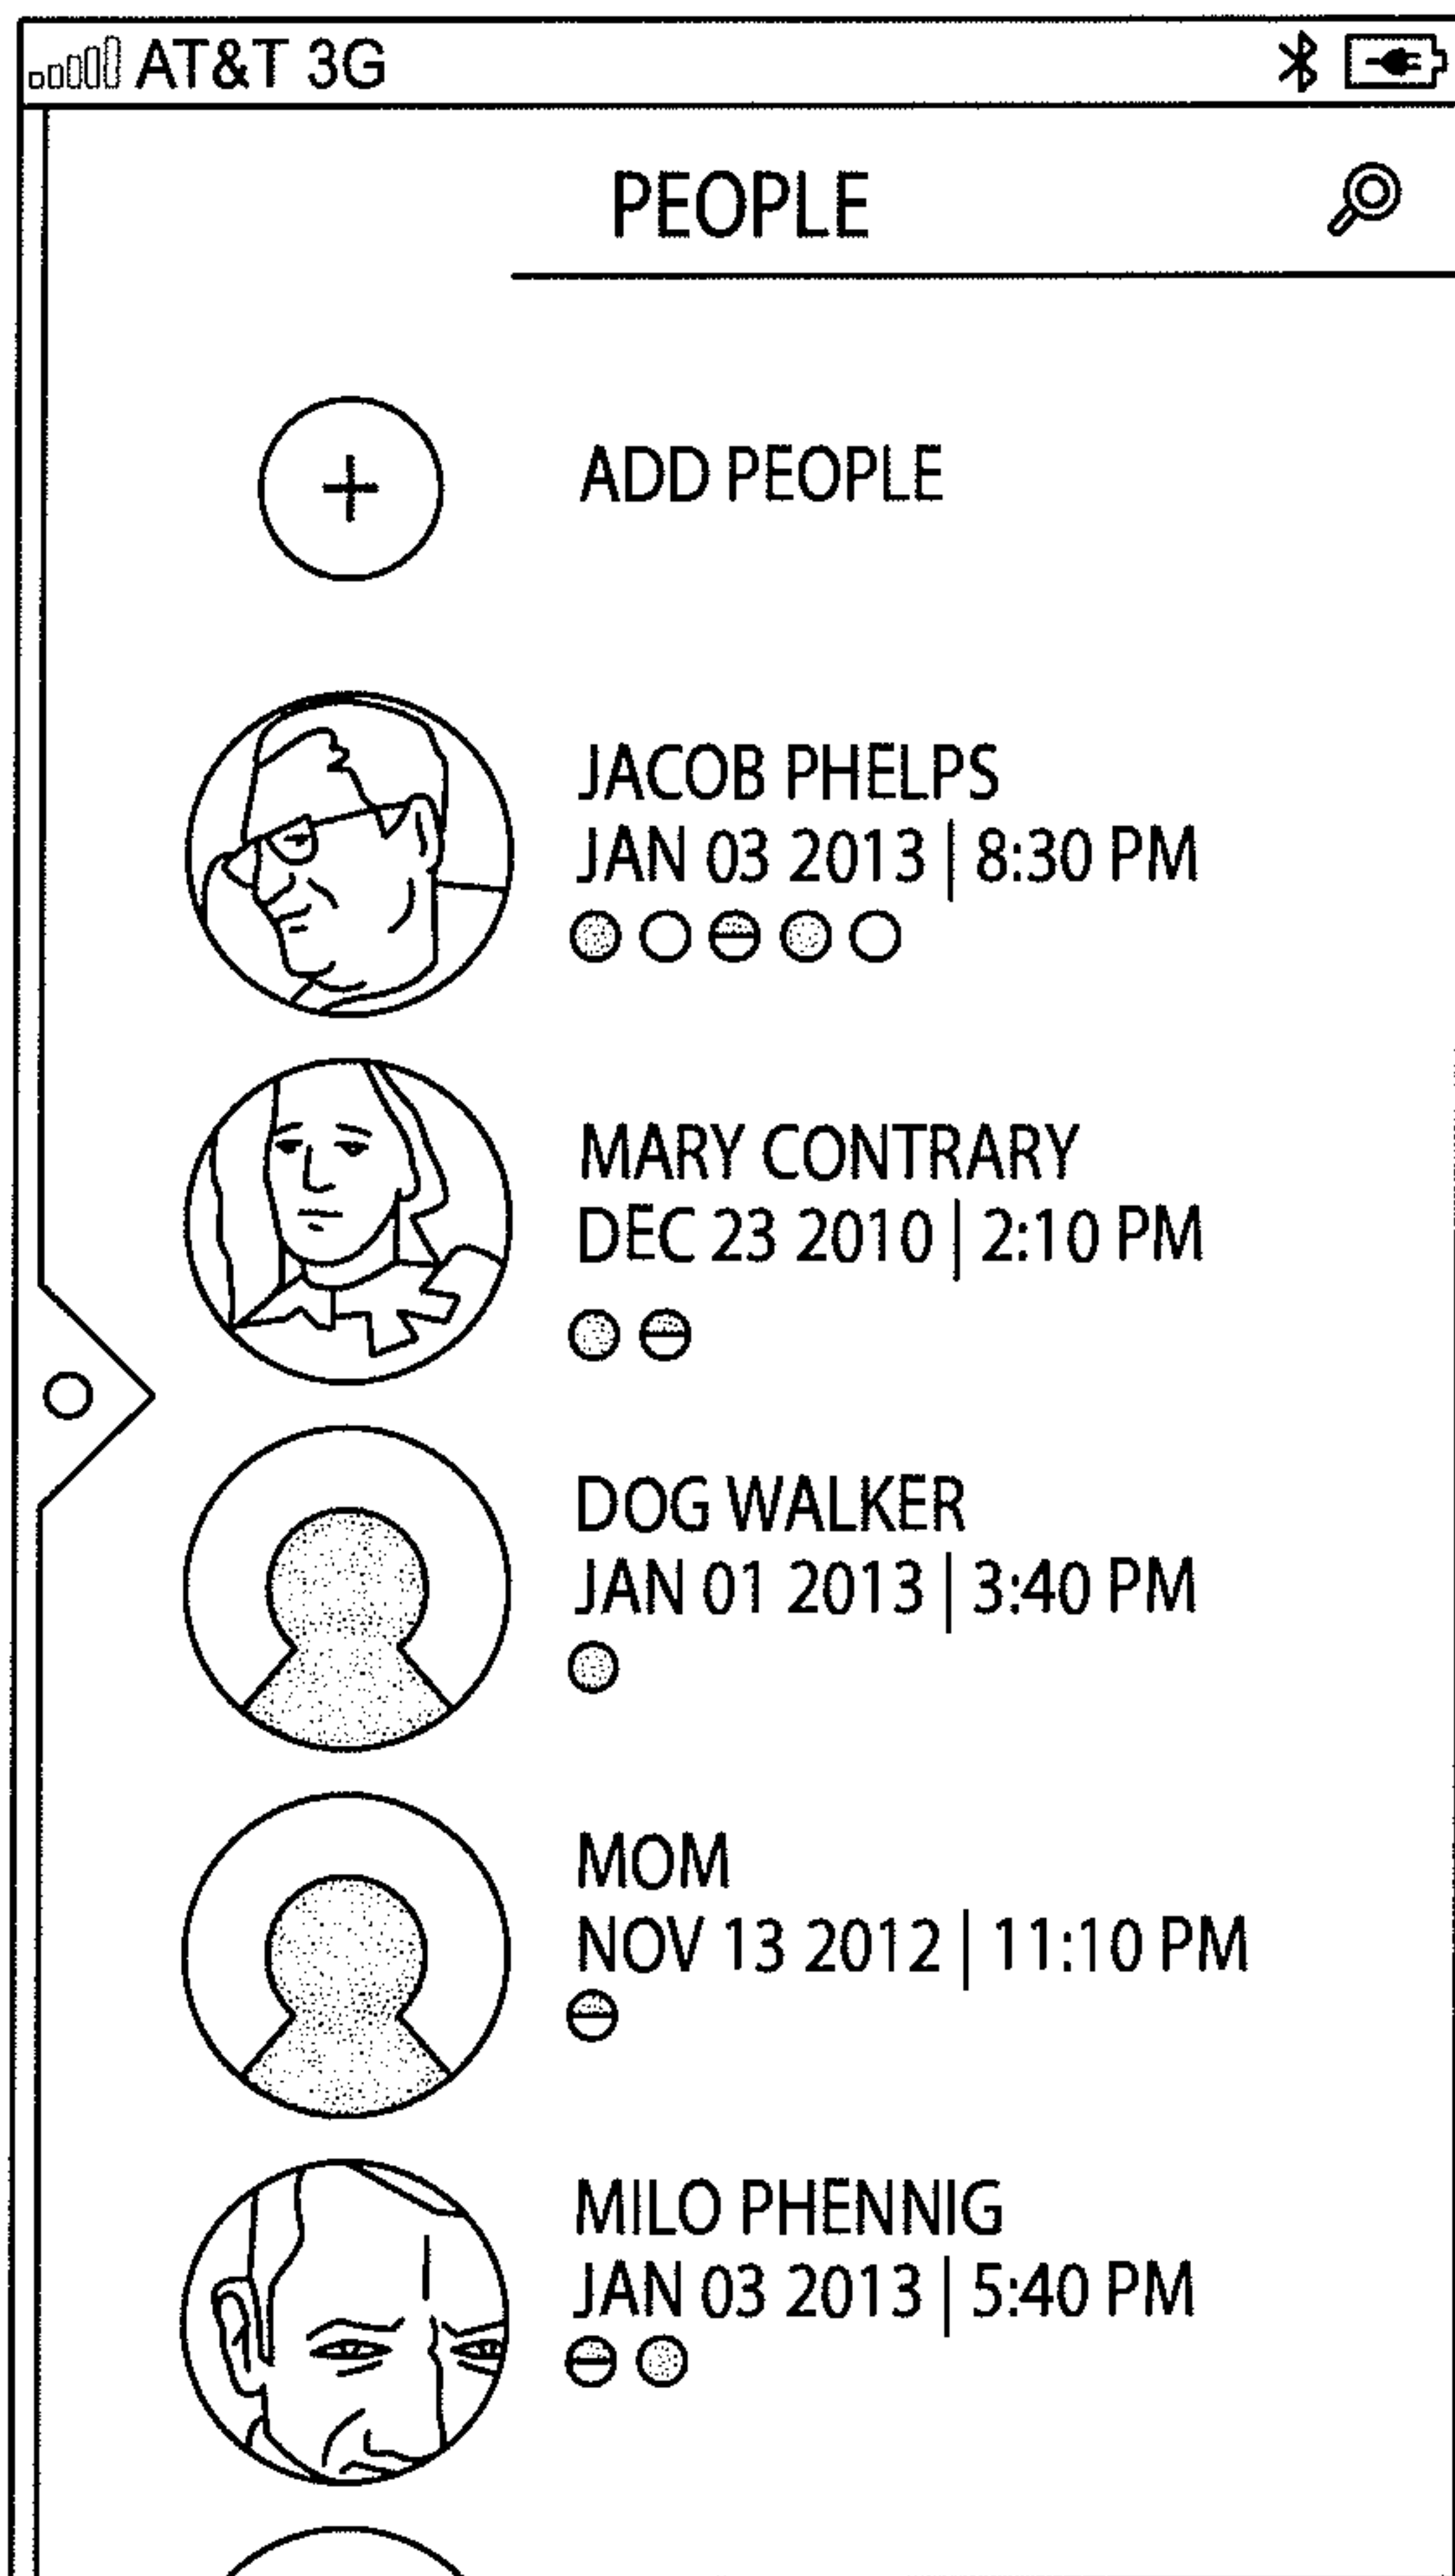 AT&T 3G
PEOPLE
ADD PEOPLE
JACOB PHELPS
JAN 03 2013 | 8:30 PM
MARY CONTRARY
DEC 23 2010 | 2:10 PM
DOG WALKER
JAN 01 2013 | 3:40 PM
MOM
NOV 13 2012 | 11:10 PM
MILO PHENNIG
JAN 03 2013 | 5:40 PM